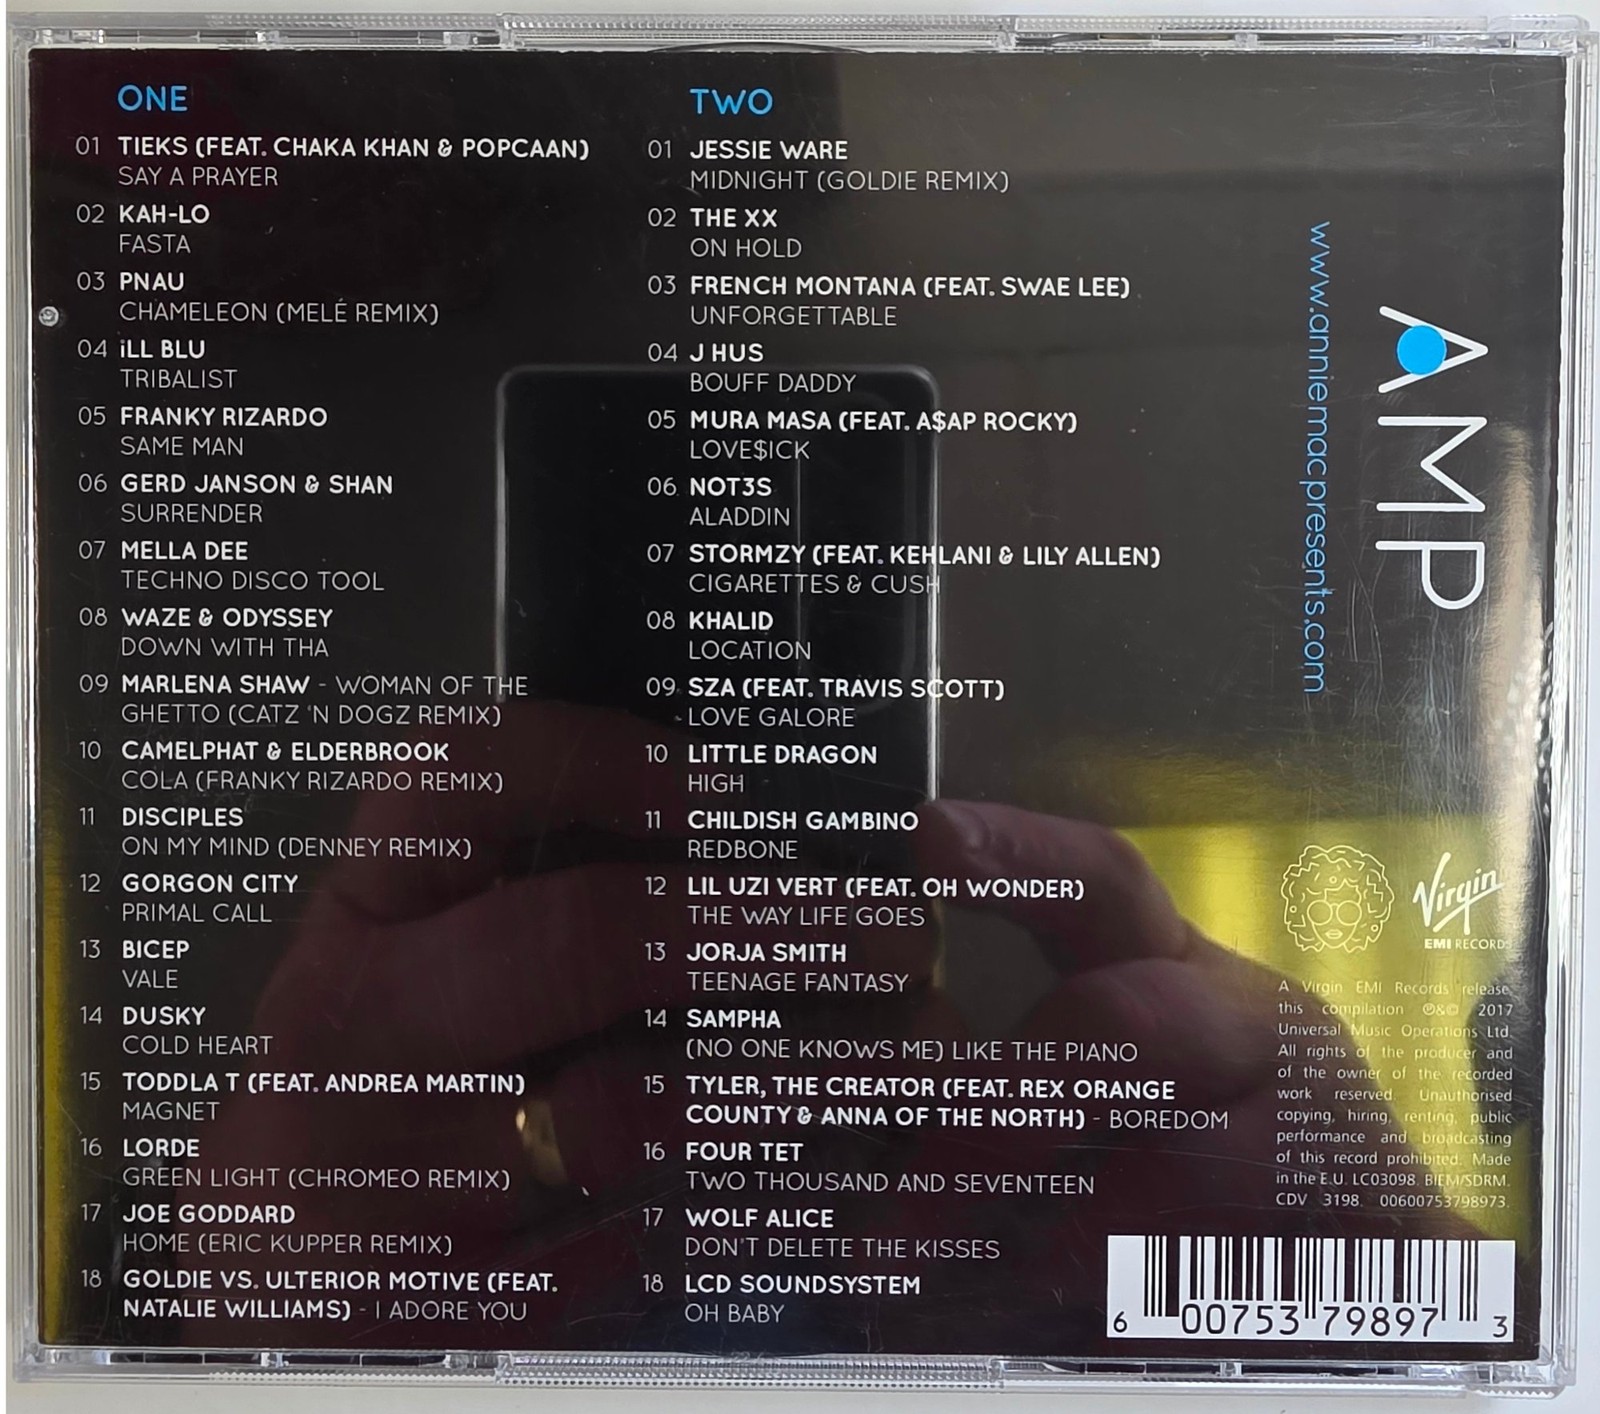 ONE
01 TIEKS (FEAT. CHAKA KHAN & POPCAAN)
SAY A PRAYER
02 KAH-LO
FASTA
03 PNAU
CHAMELEON (MELÉ REMIX)
04 iLL BLU
TRIBALIST
05 FRANKY RIZARDO
SAME MAN
06 GERD JANSON & SHAN
SURRENDER
07 MELLA DEE
TECHNO DISCO TOOL
08 WAZE & ODYSSEY
DOWN WITH THA
09 MARLENA SHAW - WOMAN OF THE
GHETTO (CATZ 'N DOGZ REMIX)
10 CAMELPHAT & ELDERBROOK
COLA (FRANKY RIZARDO REMIX)
11 DISCIPLES
ON MY MIND (DENNEY REMIX)
12 GORGON CITY
PRIMAL CALL
13 BICEP
VALE
14 DUSKY
COLD HEART
15 TODDLA T (FEAT. ANDREA MARTIN)
MAGNET
16 LORDE
GREEN LIGHT (CHROMEO REMIX)
17 JOE GODDARD
HOME (ERIC KUPPER REMIX)
18 GOLDIE VS. ULTERIOR MOTIVE (FEAT.
NATALIE WILLIAMS) - I ADORE YOU
TWO
01 JESSIE WARE
MIDNIGHT (GOLDIE REMIX)
02 THE XX
ON HOLD
03 FRENCH MONTANA (FEAT. SWAE LEE)
UNFORGETTABLE
04 J HUS
BOUFF DADDY
05 MURA MASA (FEAT. A$AP ROCKY)
LOVE$ICK
06 NOT3S
ALADDIN
07 STORMZY (FEAT. KEHLANI & LILY ALLEN)
CIGARETTES & CUSH
08 KHALID
LOCATION
09 SZA (FEAT. TRAVIS SCOTT)
LOVE GALORE
10 LITTLE DRAGON
HIGH
11 CHILDISH GAMBINO
REDBONE
12 LIL UZI VERT (FEAT. OH WONDER)
THE WAY LIFE GOES
13 JORJA SMITH
TEENAGE FANTASY
14 SAMPHA
(NO ONE KNOWS ME) LIKE THE PIANO
15 TYLER, THE CREATOR (FEAT. REX ORANGE
COUNTY & ANNA OF THE NORTH) - BOREDOM
16 FOUR TET
TWO THOUSAND AND SEVENTEEN
17 WOLF ALICE
DON'T DELETE THE KISSES
18 LCD SOUNDSYSTEM
OH BABY
AMP
www.anniemacpresents.com
Virgin
EMI RECORDS
A Virgin EMI Records release,
this compilation ℗&© 2017
Universal Music Operations Ltd.
All rights of the producer and
of the owner of the recorded
work reserved. Unauthorised
copying, hiring, renting, public
performance and broadcasting
of this record prohibited. Made
in the E.U. LC03098. BIEM/SDRM.
CDV 3198. 00600753798973.
6 00753 79897 3